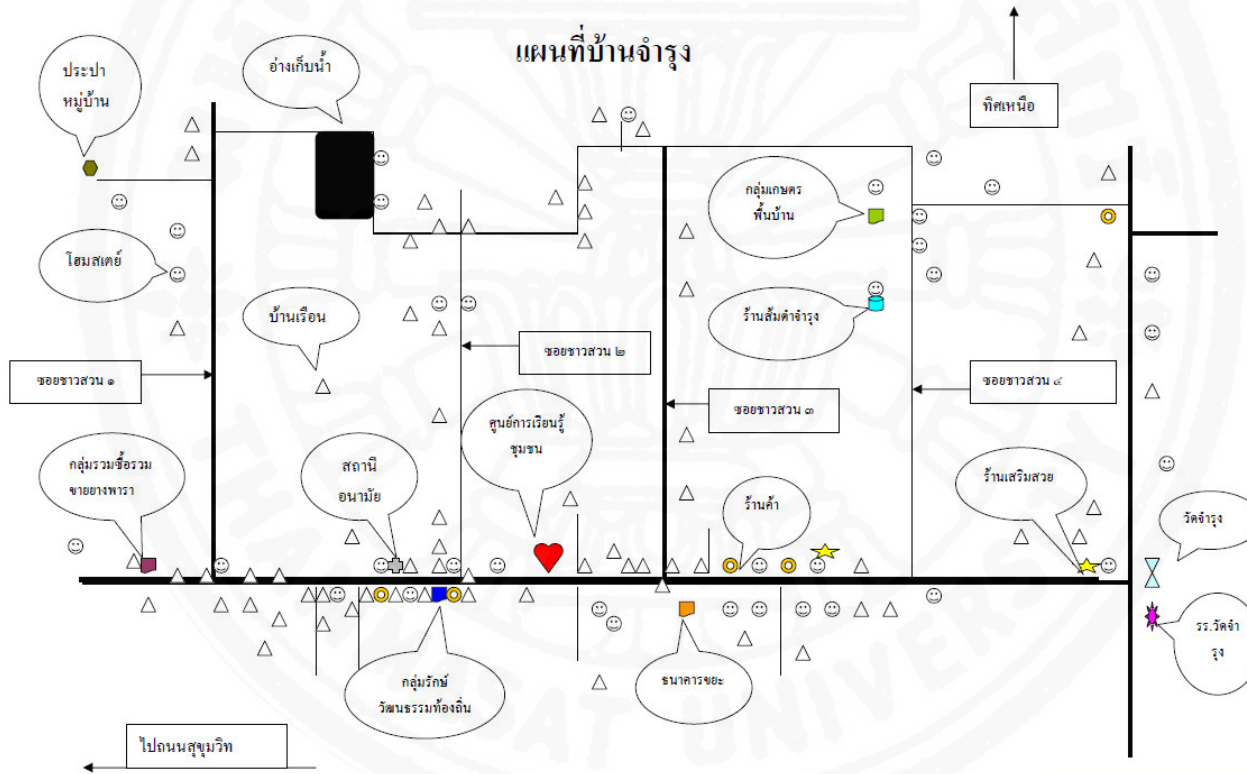 แผนที่บ้านจำรุง
ทิศเหนือ
ประปา
หมู่บ้าน
อ่างเก็บน้ำ
กลุ่มเกษตร
พื้นบ้าน
โฮมสเตย์
บ้านเรือน
ร้านส้มตำจำรุง
ซอยชาวสวน ๑
ซอยชาวสวน ๒
ซอยชาวสวน ๓
ซอยชาวสวน ๔
ศูนย์การเรียนรู้
ชุมชน
กลุ่มรวมซื้อรวม
ขายยางพารา
สถานี
อนามัย
ร้านค้า
ร้านเสริมสวย
วัดจำรุง
รร.วัดจำ
รุง
กลุ่มรักษ์
วัฒนธรรมท้องถิ่น
ธนาคารขยะ
ไปถนนสุขุมวิท